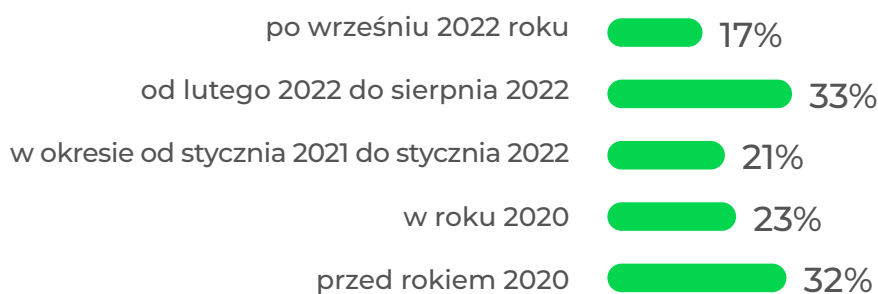 po wrześniu 2022 roku 17%
od lutego 2022 do sierpnia 2022 33%
w okresie od stycznia 2021 do stycznia 2022 21%
w roku 2020 23%
przed rokiem 2020 32%